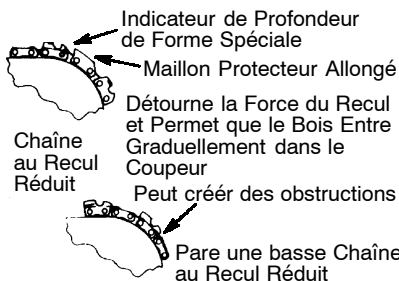 Indicateur de Profondeur
de Forme Spéciale
Maillon Protecteur Allongé
Détourne la Force du Recul
et Permet que le Bois Entre
Graduellement dans le
Coupeur
Chaîne
au Recul
Réduit
Peut créér des obstructions
Pare une basse Chaîne
au Recul Réduit